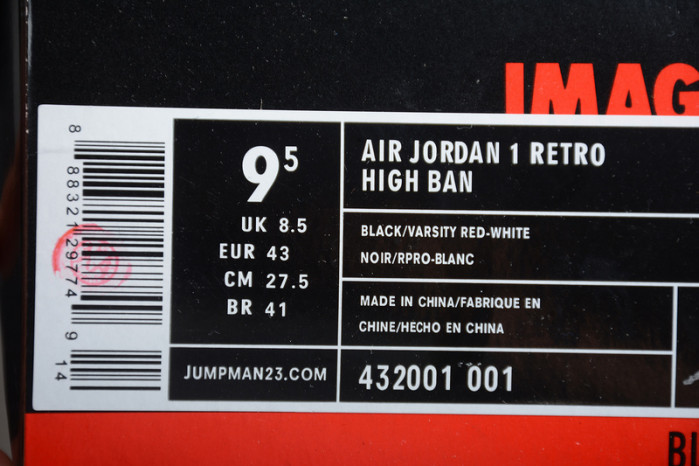 IMAG
8 88321 29774 9 14
9⁵
UK 8.5
EUR 43
CM 27.5
BR 41
JUMPMAN23.COM
AIR JORDAN 1 RETRO
HIGH BAN
BLACK/VARSITY RED-WHITE
NOIR/RPRO-BLANC
MADE IN CHINA/FABRIQUE EN
CHINE/HECHO EN CHINA
432001 001